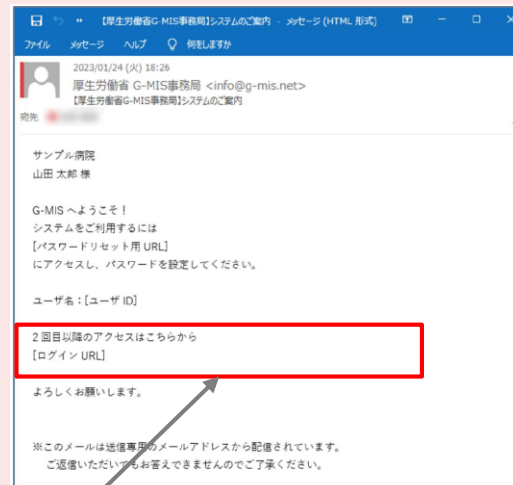 【厚生労働省G-MIS事務局】システムのご案内 - メッセージ (HTML 形式)
ファイル メッセージ ヘルプ 何をしますか
2023/01/24 (火) 18:26
厚生労働省 G-MIS事務局 <info@g-mis.net>
【厚生労働省G-MIS事務局】システムのご案内
宛先
サンプル病院
山田 太郎 様
G-MIS へようこそ！
システムをご利用するには
[パスワードリセット用 URL]
にアクセスし、パスワードを設定してください。
ユーザ名：[ユーザ ID]
2 回目以降のアクセスはこちらから
[ログイン URL]
よろしくお願いします。
※このメールは送信専用のメールアドレスから配信されています。
ご返信いただいてもお答えできませんのでご了承ください。